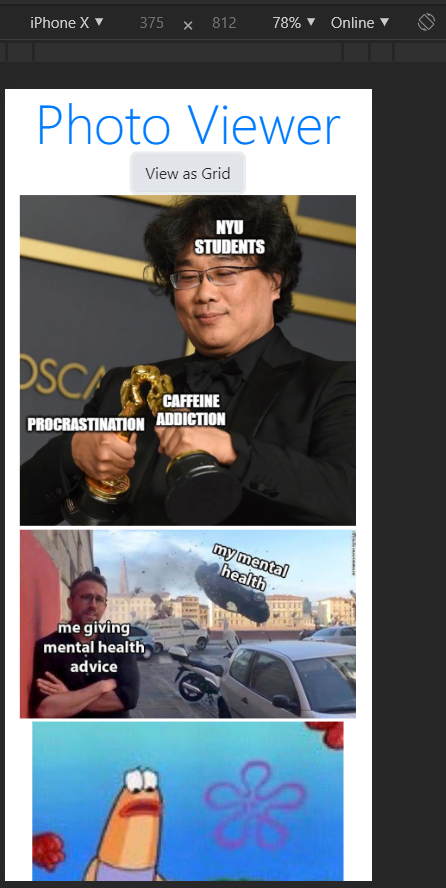 iPhone X ▼ 375 × 812 78% ▼ Online ▼
Photo Viewer
View as Grid
NYU
STUDENTS
OSCA
CAFFEINE
ADDICTION
PROCRASTINATION
my mental
health
me giving
mental health
advice